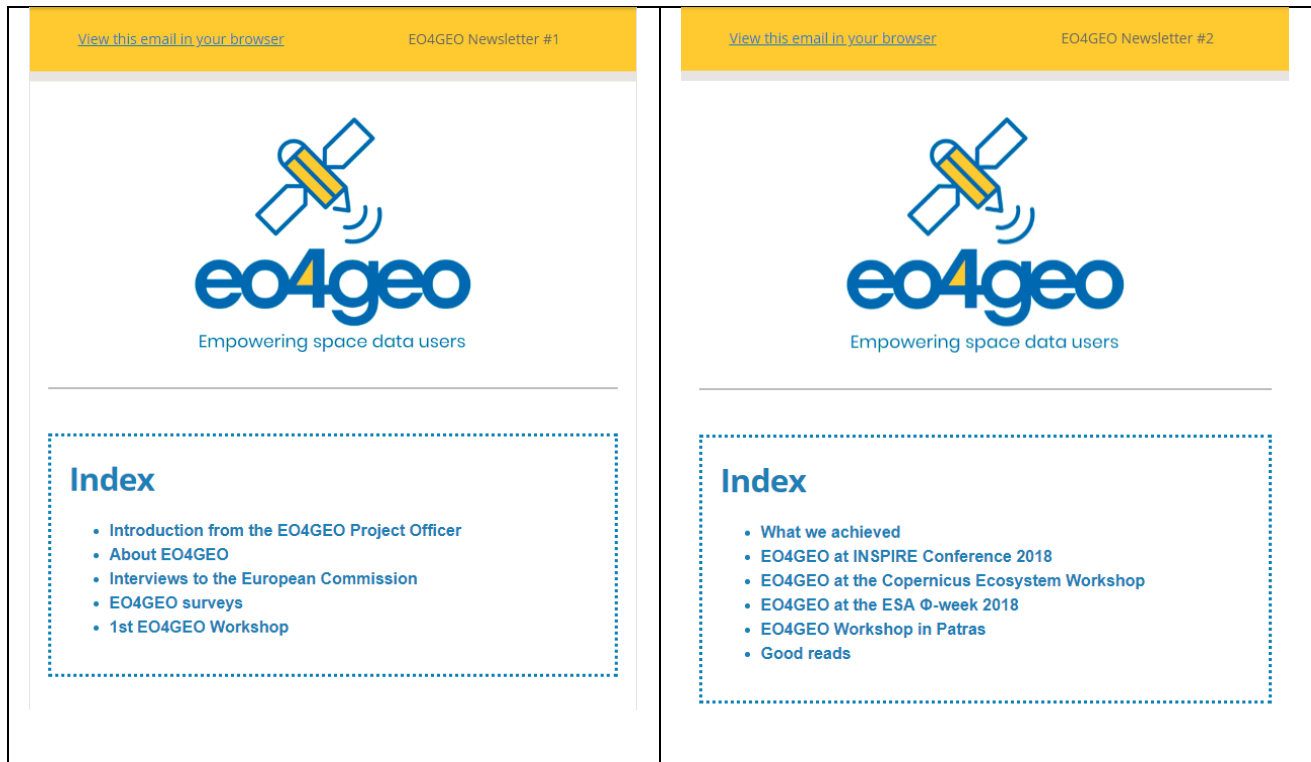 View this email in your browser EO4GEO Newsletter #1
eo4geo
Empowering space data users
Index
• Introduction from the EO4GEO Project Officer
• About EO4GEO
• Interviews to the European Commission
• EO4GEO surveys
• 1st EO4GEO Workshop
View this email in your browser EO4GEO Newsletter #2
eo4geo
Empowering space data users
Index
• What we achieved
• EO4GEO at INSPIRE Conference 2018
• EO4GEO at the Copernicus Ecosystem Workshop
• EO4GEO at the ESA Φ-week 2018
• EO4GEO Workshop in Patras
• Good reads